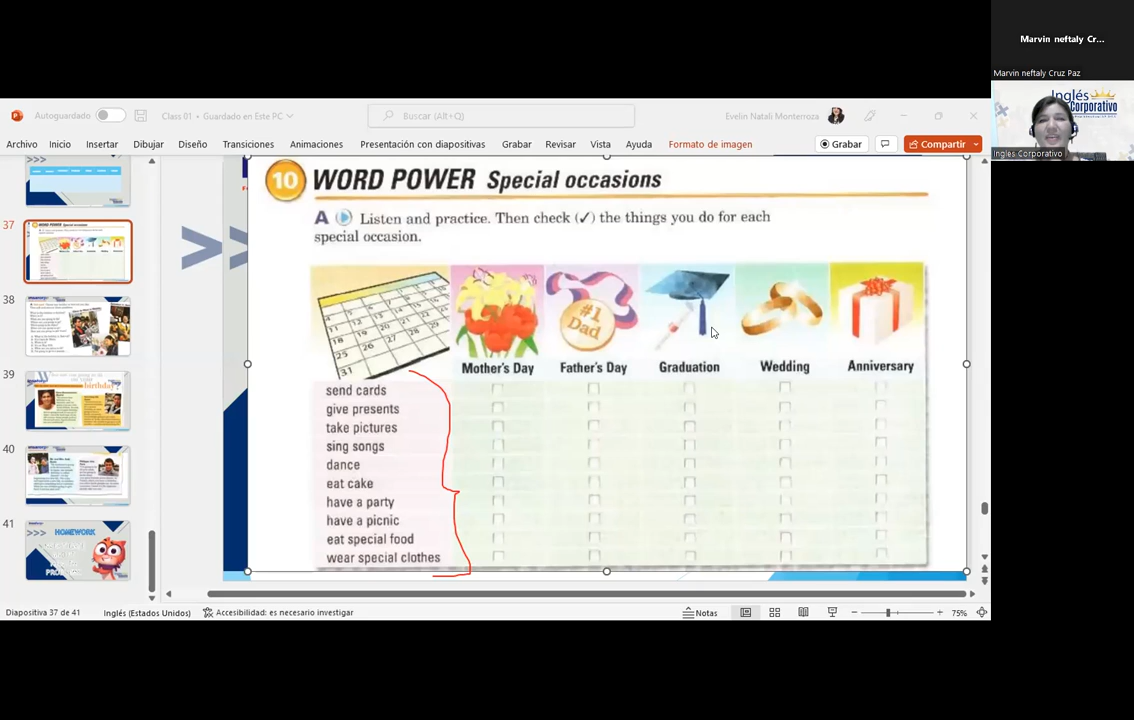 Marvin neftaly Cr...
Marvin neftaly Cruz Paz
Inglés
Corporativo
Ingles Corporativo
Autoguardado
Class 01 • Guardado en Este PC
Buscar (Alt+Q)
Evelin Natali Monterroza
Archivo Inicio Insertar Dibujar Diseño Transiciones Animaciones Presentación con diapositivas Grabar Revisar Vista Ayuda Formato de imagen
Grabar
Compartir
37
38
39
40
41
birthday?
HOMEWORK
10 WORD POWER Special occasions
A Listen and practice. Then check (✓) the things you do for each
special occasion.
#1
Dad
Mother's Day Father's Day Graduation Wedding Anniversary
send cards
give presents
take pictures
sing songs
dance
eat cake
have a party
have a picnic
eat special food
wear special clothes
Diapositiva 37 de 41 Inglés (Estados Unidos) Accesibilidad: es necesario investigar Notas 75%